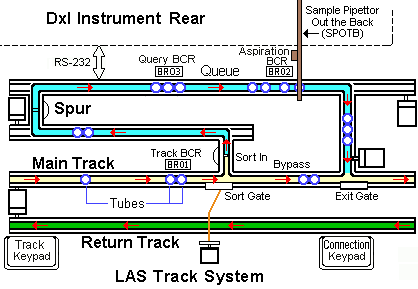 DxI Instrument Rear
Sample Pipettor
Out the Back
(SPOTB)
RS-232
Query BCR
BR03
Queue
Aspiration
BCR
BR02
Spur
Track BCR
BR01
Sort In
Main Track
Bypass
Tubes
Sort Gate
Exit Gate
Return Track
Track
Keypad
Connection
Keypad
LAS Track System